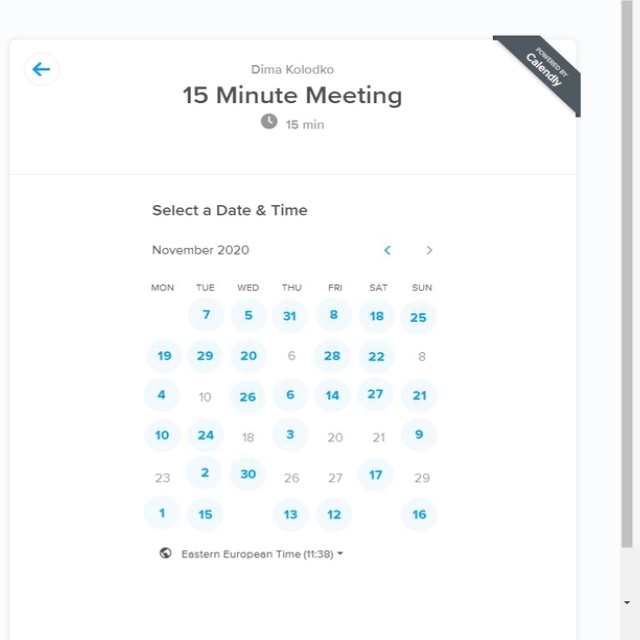 POWERED BY
Calendly
Dima Kolodko
15 Minute Meeting
15 min
Select a Date & Time
November 2020
MON TUE WED THU FRI SAT SUN
7 5 31 8 18 25
19 29 20 6 28 22 8
4 10 26 6 14 27 21
10 24 18 3 20 21 9
23 2 30 26 27 17 29
1 15 13 12 16
Eastern European Time (11:38)